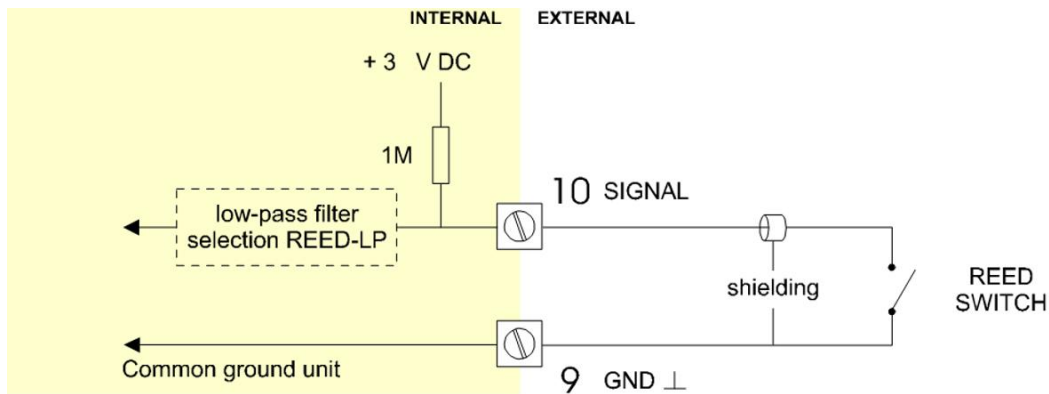 INTERNAL EXTERNAL
+ 3 V DC
1M
10 SIGNAL
low-pass filter
selection REED-LP
shielding
REED
SWITCH
Common ground unit
9 GND ⊥